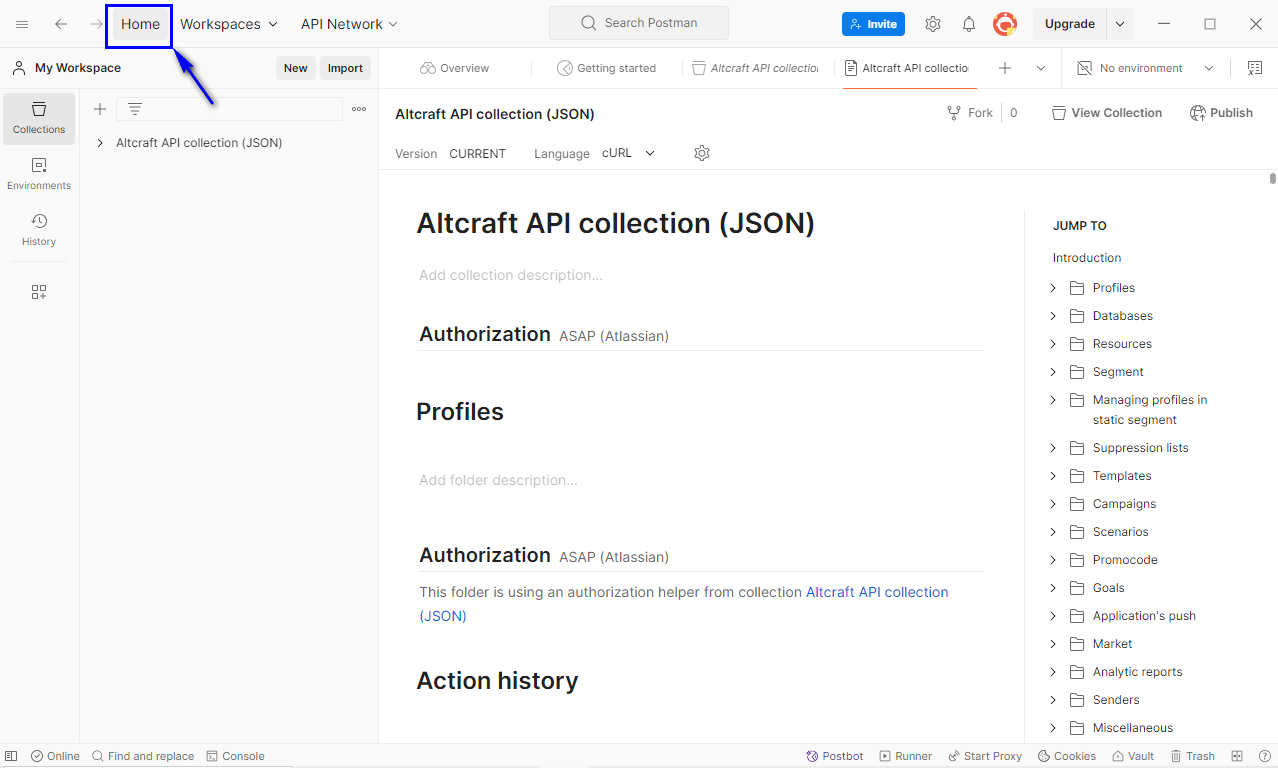 Home Workspaces API Network Search Postman Invite Upgrade
My Workspace New Import Overview Getting started Altcraft API collection Altcraft API collectio No environment
Collections
Environments
History
Altcraft API collection (JSON)
Altcraft API collection (JSON) Fork 0 View Collection Publish
Version CURRENT Language cURL
Altcraft API collection (JSON)
Add collection description...
Authorization ASAP (Atlassian)
Profiles
Add folder description...
Authorization ASAP (Atlassian)
This folder is using an authorization helper from collection Altcraft API collection
(JSON)
Action history
JUMP TO
Introduction
Profiles
Databases
Resources
Segment
Managing profiles in
static segment
Suppression lists
Templates
Campaigns
Scenarios
Promocode
Goals
Application's push
Market
Analytic reports
Senders
Miscellaneous
Online Find and replace Console Postbot Runner Start Proxy Cookies Vault Trash